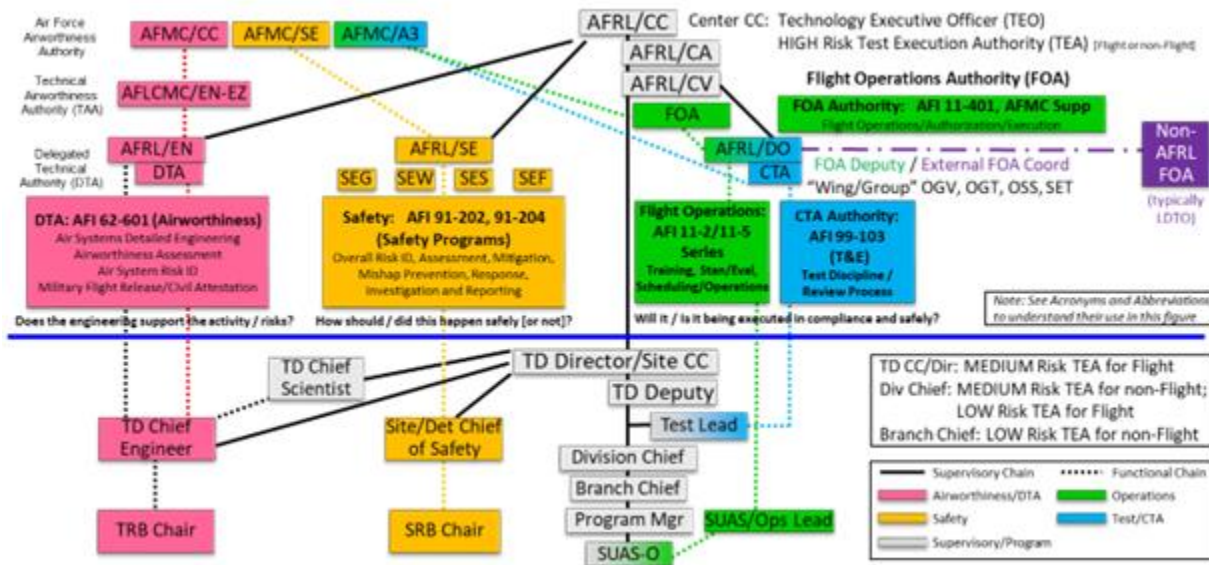 Air Force
Airworthiness
Authority
AFMC/CC
AFMC/SE
AFMC/A3
AFRL/CC
AFRL/CA
AFRL/CV
Center CC: Technology Executive Officer (TEO)
HIGH Risk Test Execution Authority (TEA) [Flight or non-Flight]
Technical
Airworthiness
Authority (TAA)
AFLCMC/EN-EZ
Flight Operations Authority (FOA)
FOA
FOA Authority: AFI 11-401, AFMC Supp
Flight Operations/Authorization/Execution
Non-
AFRL
FOA
(typically
LDTO)
Delegated
Technical
Authority (DTA)
AFRL/EN
DTA
AFRL/SE
SEG
SEW
SES
SEF
AFRL/DO
CTA
FOA Deputy / External FOA Coord
"Wing/Group" OGV, OGT, OSS, SET
DTA: AFI 62-601 (Airworthiness)
Air Systems Detailed Engineering
Airworthiness Assessment
Air System Risk ID
Military Flight Release/Civil Attestation
Safety: AFI 91-202, 91-204
(Safety Programs)
Overall Risk ID, Assessment, Mitigation,
Mishap Prevention, Response,
Investigation and Reporting
Flight Operations:
AFI 11-2/11-5
Series
Training, Stan/Eval,
Scheduling/Operations
CTA Authority:
AFI 99-103
(T&E)
Test Discipline /
Review Process
Does the engineering support the activity / risks?
How should / did this happen safely [or not]?
Will it / Is it being executed in compliance and safely?
Note: See Acronyms and Abbreviations
to understand their use in this figure
TD Chief
Scientist
TD Director/Site CC
TD Deputy
TD Chief
Engineer
Site/Det Chief
of Safety
Test Lead
Division Chief
Branch Chief
Program Mgr
SUAS-O
TRB Chair
SRB Chair
SUAS/Ops Lead
TD CC/Dir: MEDIUM Risk TEA for Flight
Div Chief: MEDIUM Risk TEA for non-Flight;
LOW Risk TEA for Flight
Branch Chief: LOW Risk TEA for non-Flight
Supervisory Chain
Functional Chain
Airworthiness/DTA
Operations
Safety
Test/CTA
Supervisory/Program